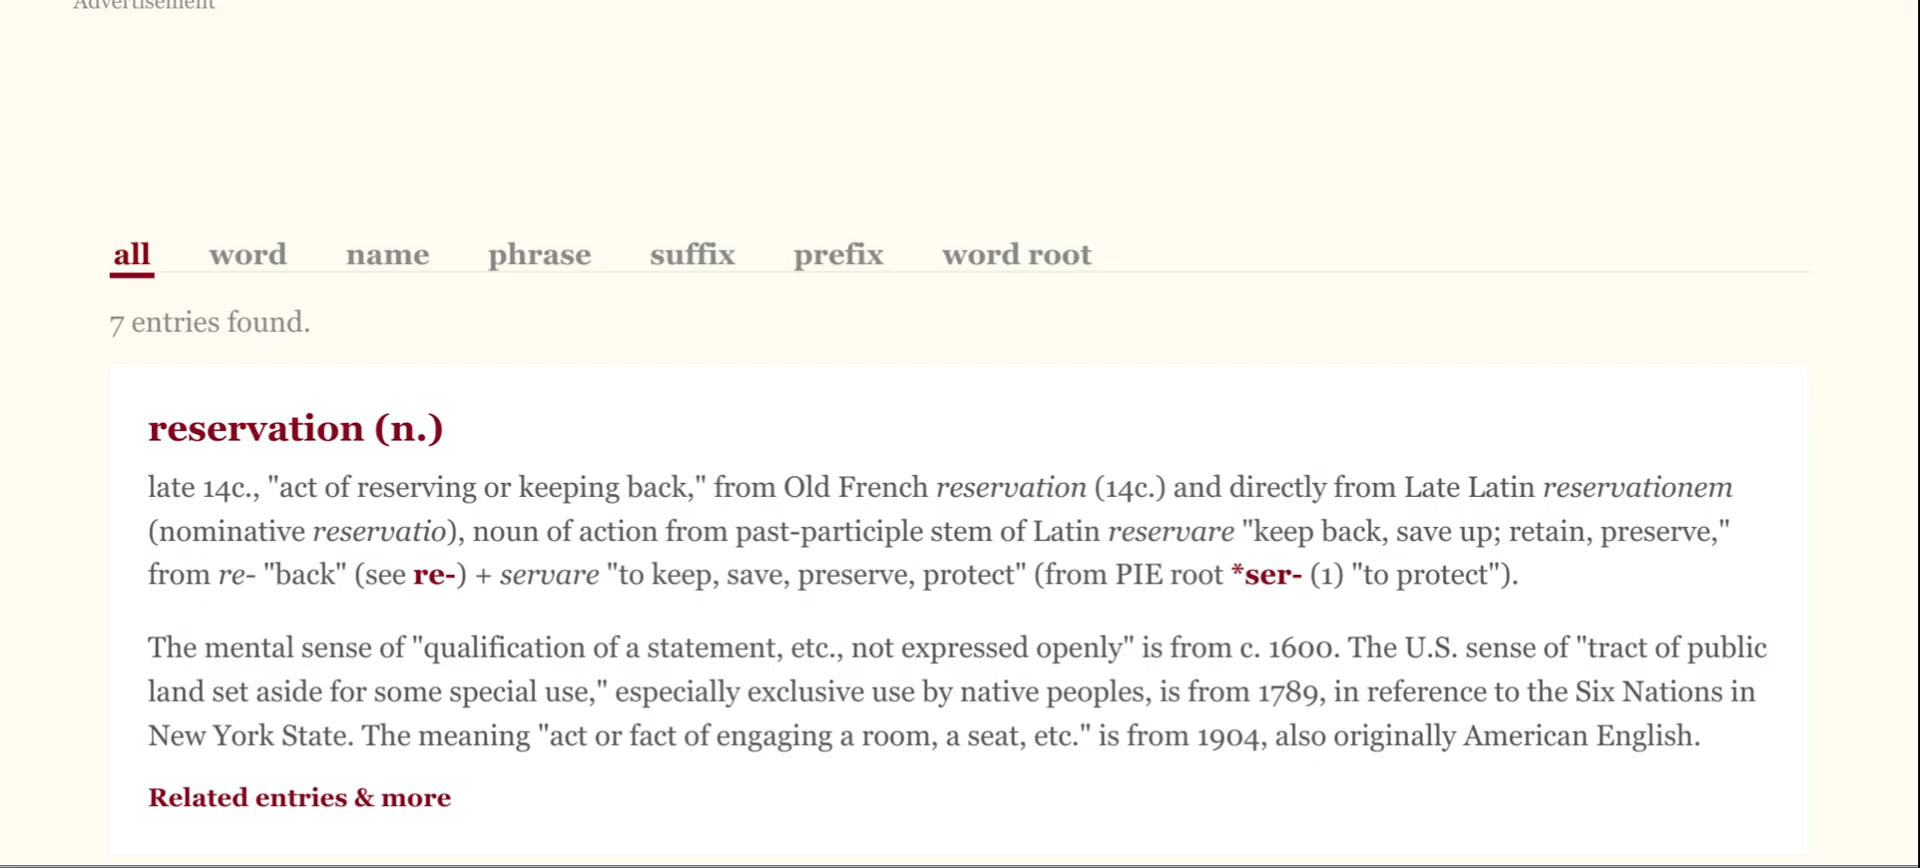 Advertisement
all word name phrase suffix prefix word root
7 entries found.
reservation (n.)
late 14c., "act of reserving or keeping back," from Old French reservation (14c.) and directly from Late Latin reservationem
(nominative reservatio), noun of action from past-participle stem of Latin reservare "keep back, save up; retain, preserve,"
from re- "back" (see re-) + servare "to keep, save, preserve, protect" (from PIE root *ser- (1) "to protect").
The mental sense of "qualification of a statement, etc., not expressed openly" is from c. 1600. The U.S. sense of "tract of public
land set aside for some special use," especially exclusive use by native peoples, is from 1789, in reference to the Six Nations in
New York State. The meaning "act or fact of engaging a room, a seat, etc." is from 1904, also originally American English.
Related entries & more